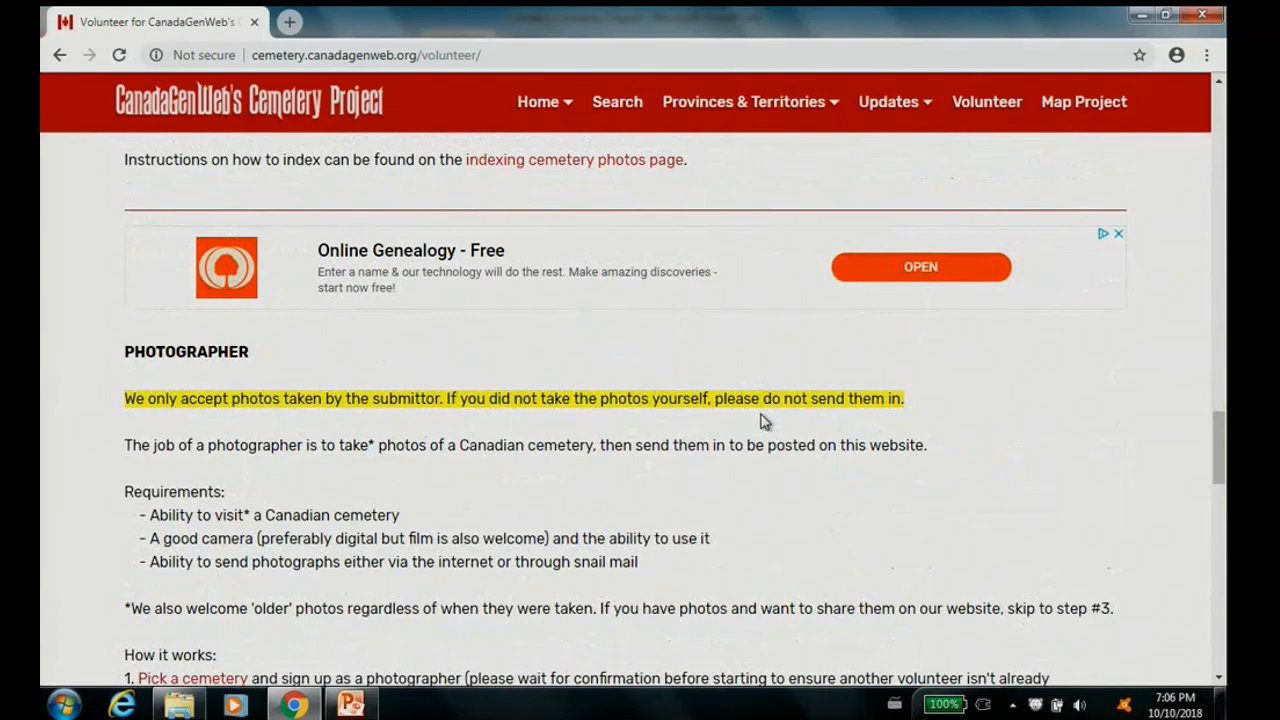 Volunteer for CanadaGenWeb's
Not secure cemetery.canadagenweb.org/volunteer/
CanadaGenWeb's Cemetery Project
Home Search Provinces & Territories Updates Volunteer Map Project
Instructions on how to index can be found on the indexing cemetery photos page.
Online Genealogy - Free
Enter a name & our technology will do the rest. Make amazing discoveries -
start now free!
OPEN
PHOTOGRAPHER
We only accept photos taken by the submittor. If you did not take the photos yourself, please do not send them in.
The job of a photographer is to take* photos of a Canadian cemetery, then send them in to be posted on this website.
Requirements:
- Ability to visit* a Canadian cemetery
- A good camera (preferably digital but film is also welcome) and the ability to use it
- Ability to send photographs either via the internet or through snail mail
*We also welcome 'older' photos regardless of when they were taken. If you have photos and want to share them on our website, skip to step #3.
How it works:
1. Pick a cemetery and sign up as a photographer (please wait for confirmation before starting to ensure another volunteer isn't already
100%
7:06 PM
10/10/2018